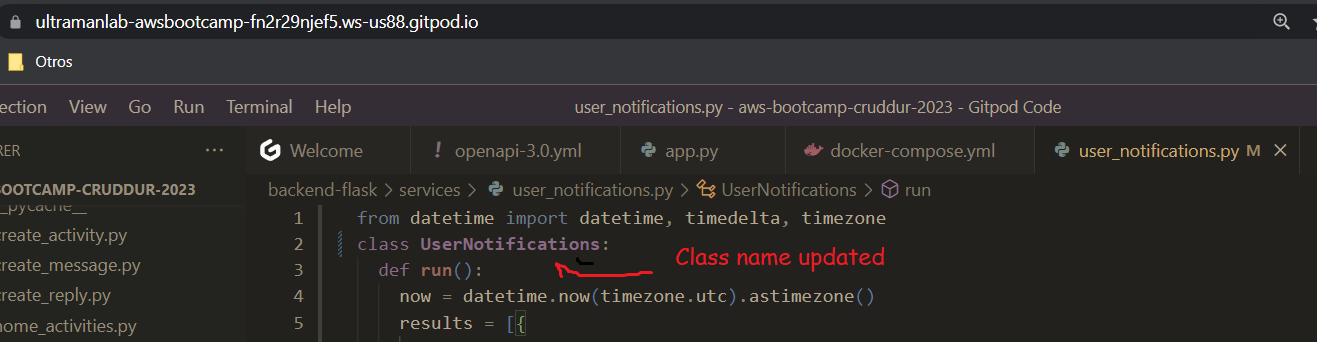 ultramanlab-awsbootcamp-fn2r29njef5.ws-us88.gitpod.io
Otros
ection View Go Run Terminal Help user_notifications.py - aws-bootcamp-cruddur-2023 - Gitpod Code
RER ··· Welcome ! openapi-3.0.yml app.py docker-compose.yml user_notifications.py M ×
BOOTCAMP-CRUDDUR-2023 backend-flask > services > user_notifications.py > UserNotifications > run
_pycache__ 1 from datetime import datetime, timedelta, timezone
create_activity.py 2 class UserNotifications:
Class name updated
create_message.py 3 def run():
create_reply.py 4 now = datetime.now(timezone.utc).astimezone()
home_activities.py 5 results = [{